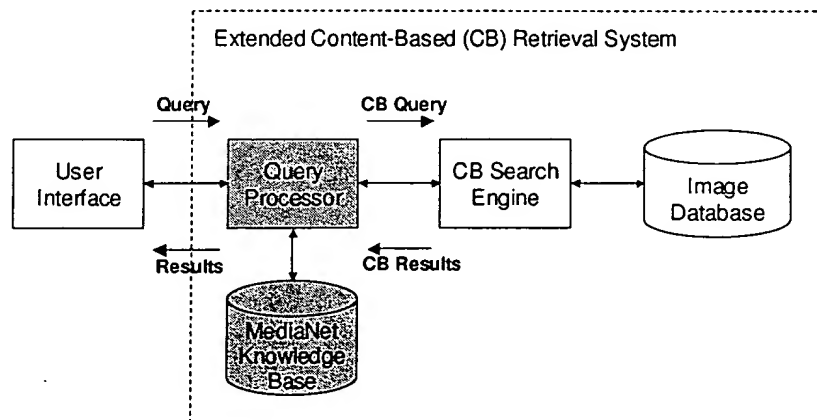 Extended Content-Based (CB) Retrieval System
Query
CB Query
User
Interface
Query
Processor
CB Search
Engine
Image
Database
Results
CB Results
MediaNet
Knowledge
Base